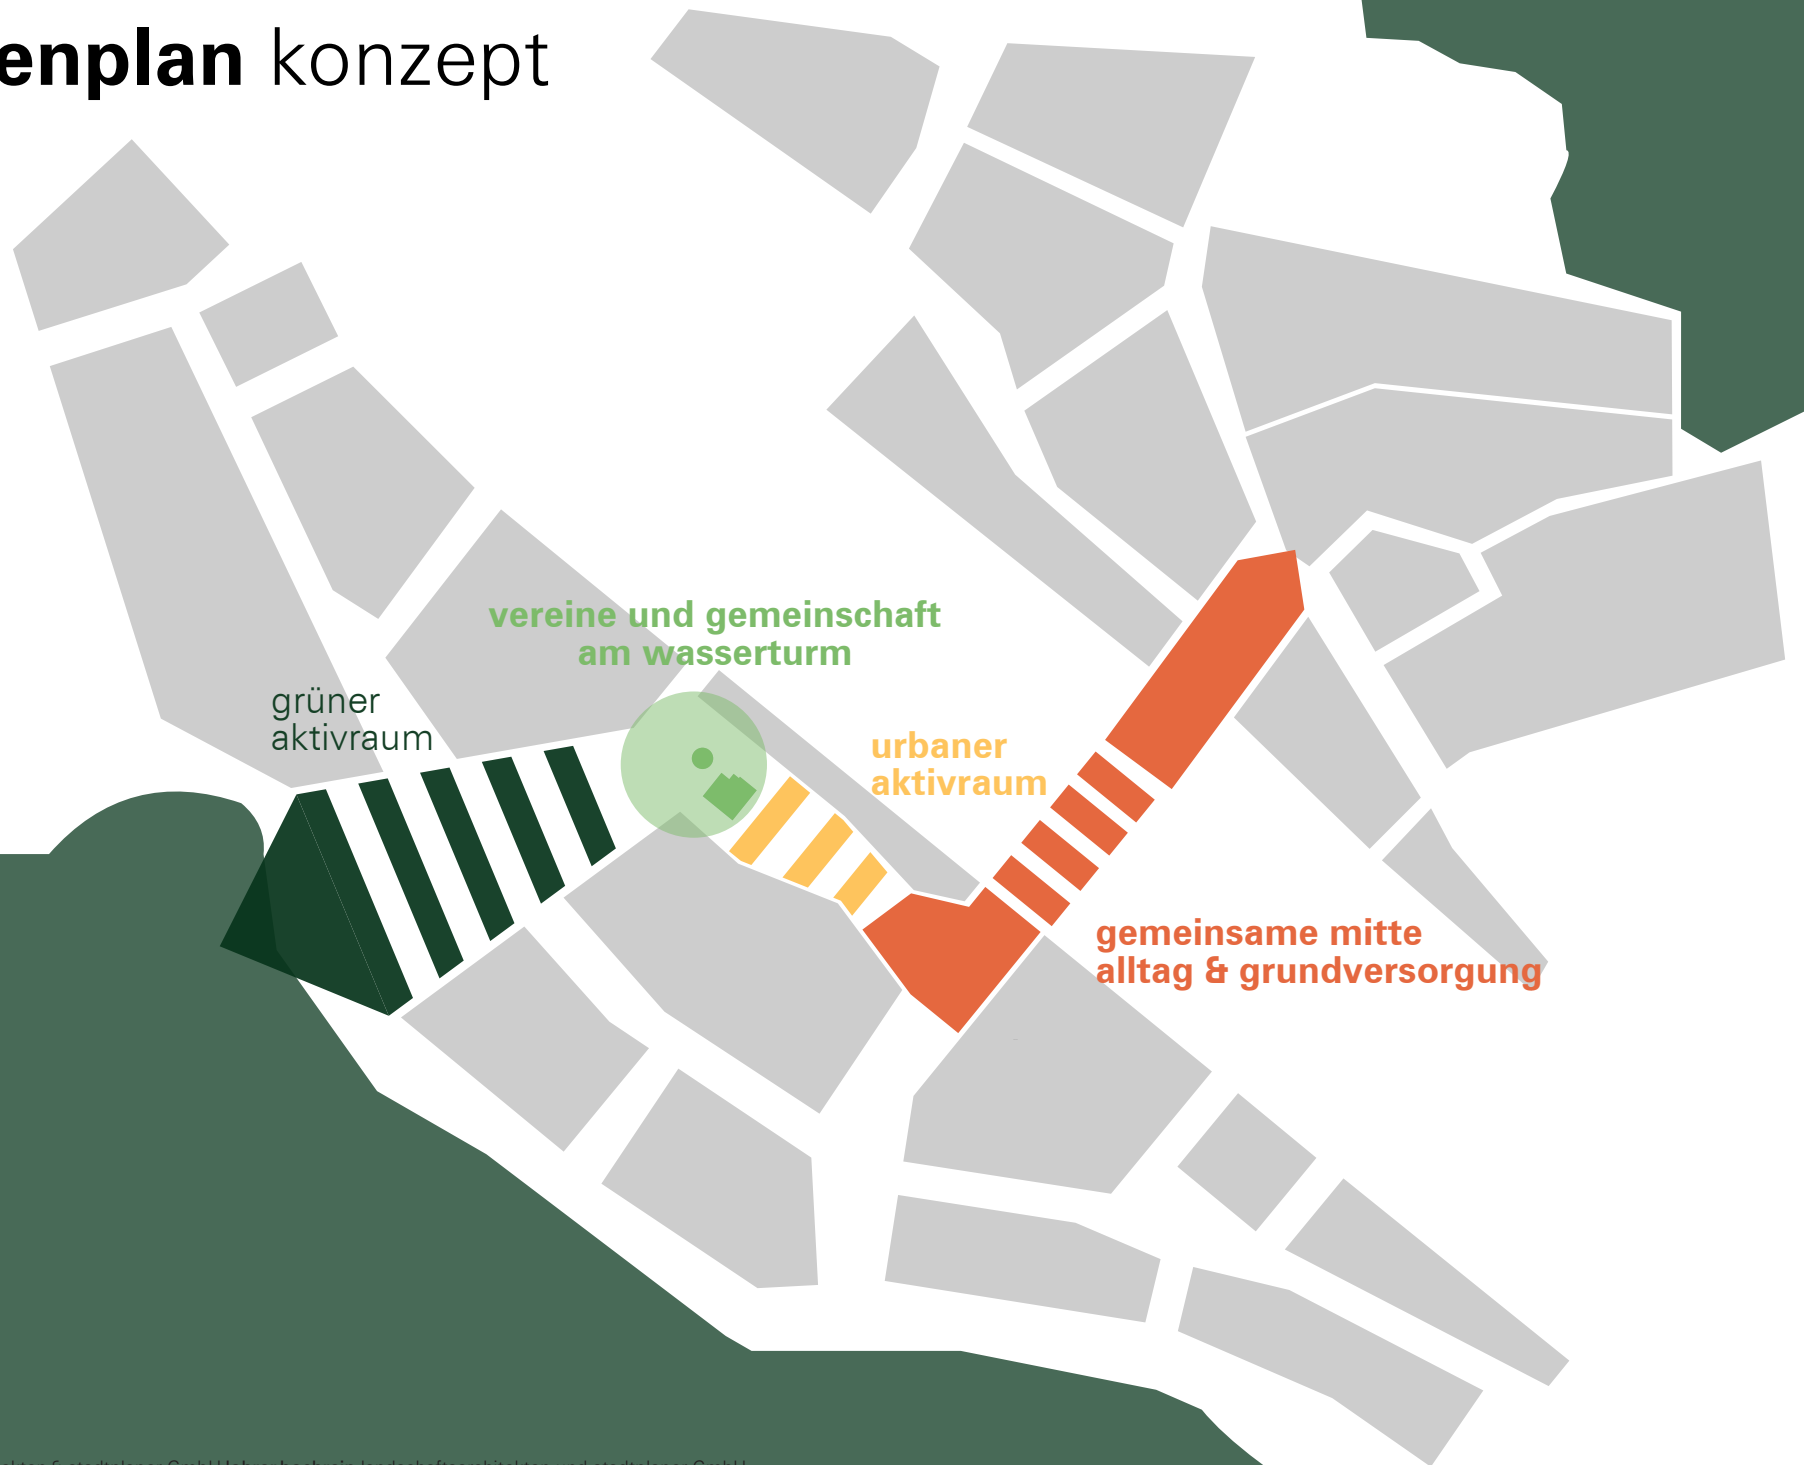 enplan konzept
vereine und gemeinschaft
am wasserturm
grüner
aktivraum
urbaner
aktivraum
gemeinsame mitte
alltag & grundversorgung